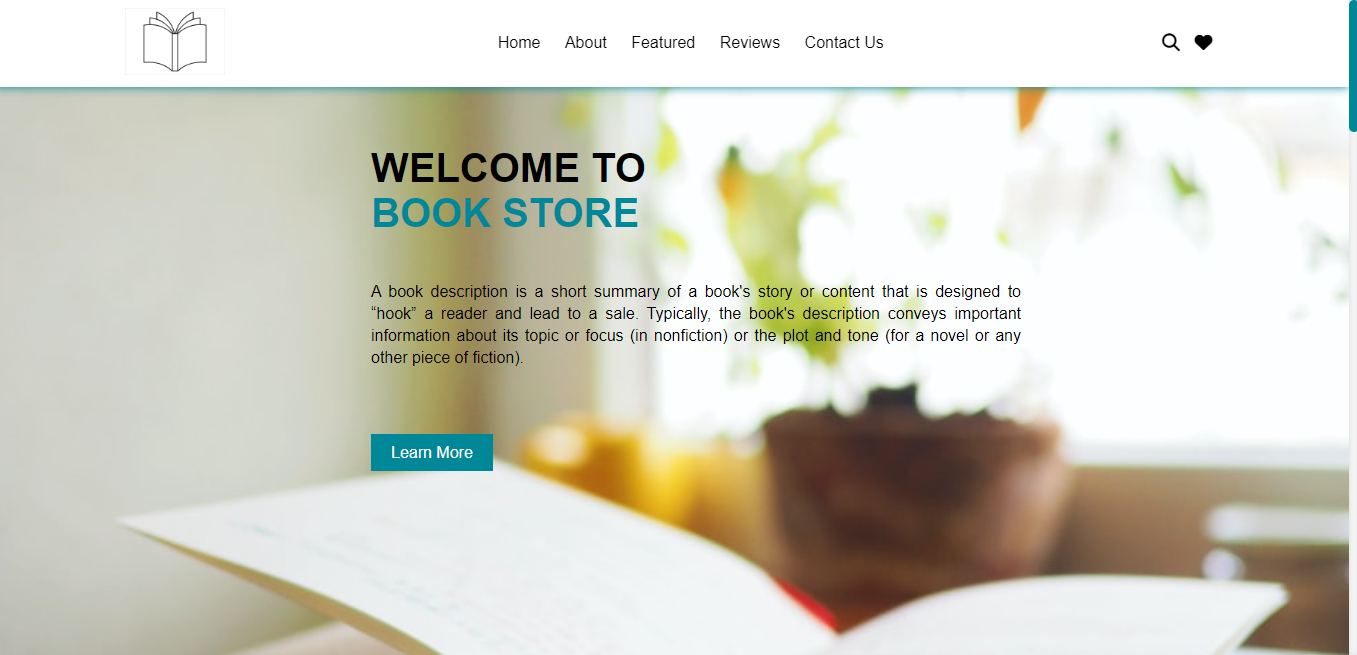 Home About Featured Reviews Contact Us
WELCOME TO
BOOK STORE
A book description is a short summary of a book's story or content that is designed to
“hook” a reader and lead to a sale. Typically, the book's description conveys important
information about its topic or focus (in nonfiction) or the plot and tone (for a novel or any
other piece of fiction).
Learn More